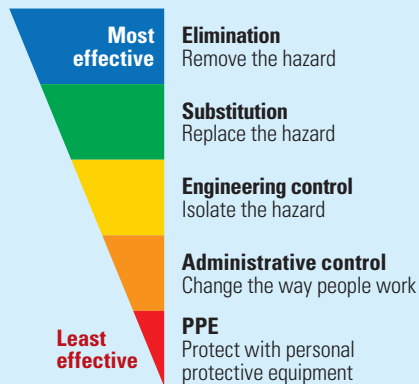 Most
effective
Elimination
Remove the hazard
Substitution
Replace the hazard
Engineering control
Isolate the hazard
Administrative control
Change the way people work
Least
effective
PPE
Protect with personal
protective equipment